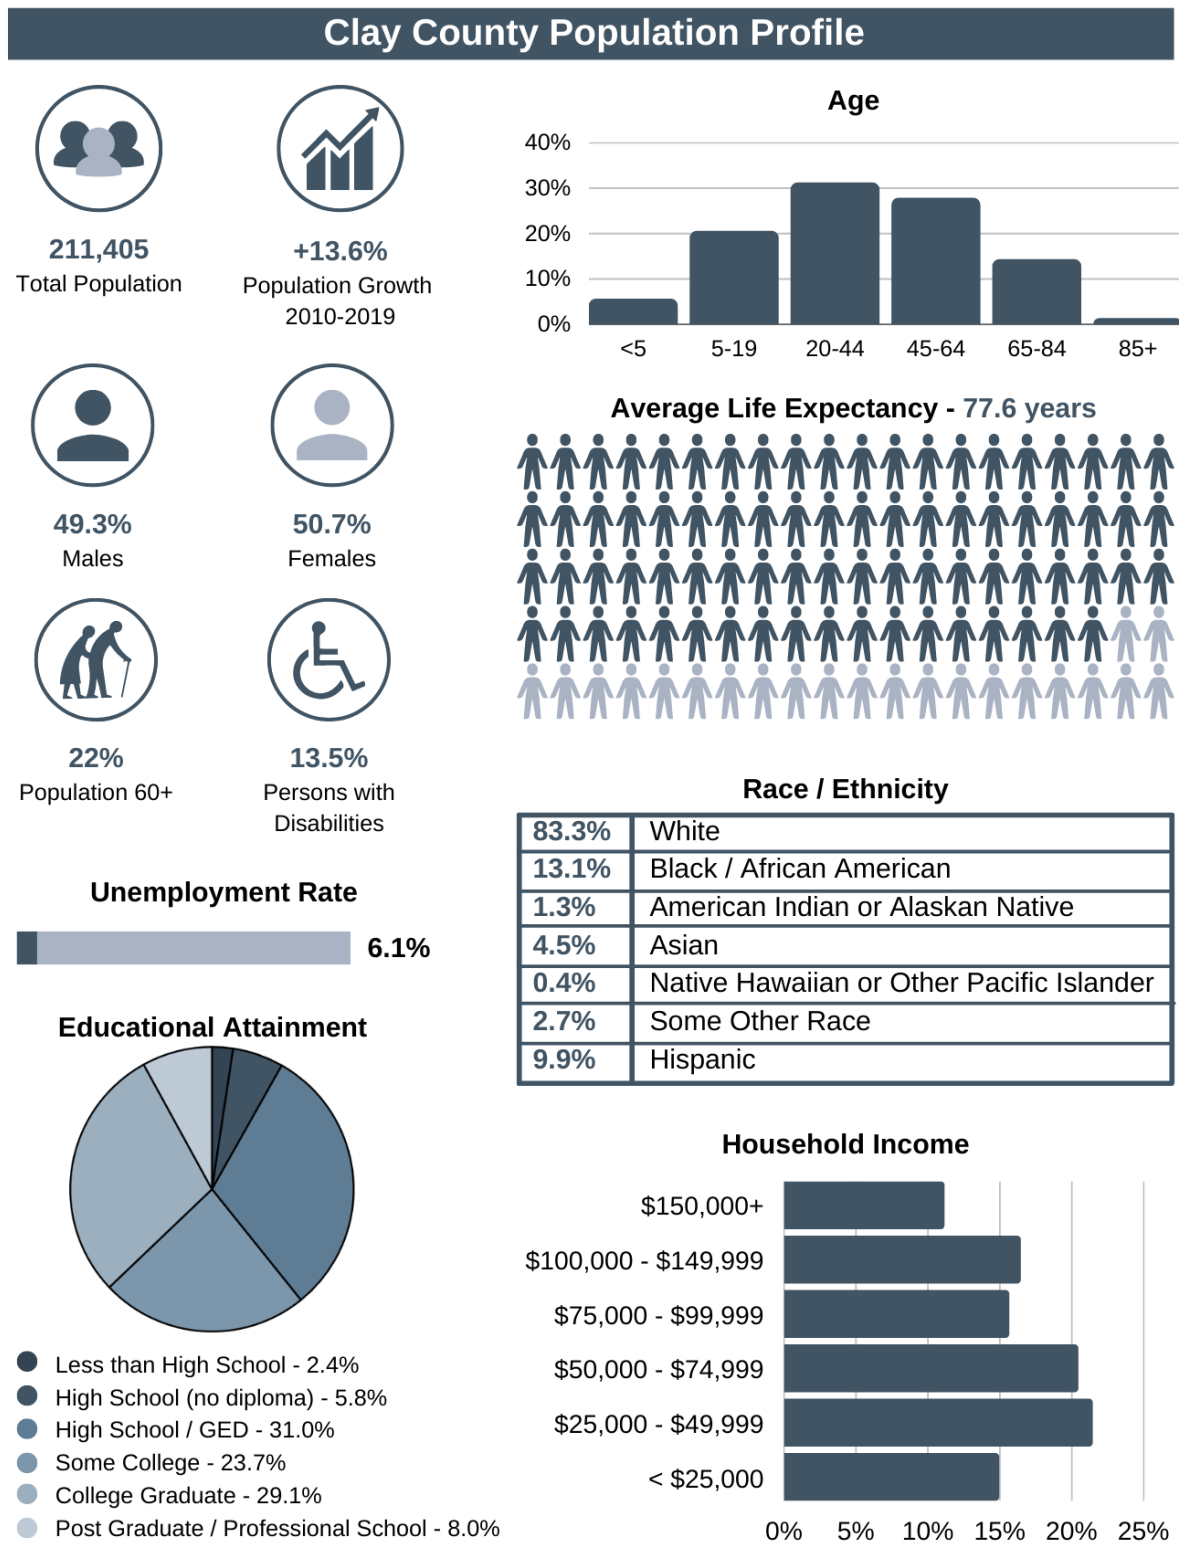 Clay County Population Profile
211,405
Total Population
+13.6%
Population Growth
2010-2019
49.3%
Males
50.7%
Females
22%
Population 60+
13.5%
Persons with
Disabilities
Unemployment Rate
6.1%
Educational Attainment
Less than High School - 2.4%
High School (no diploma) - 5.8%
High School / GED - 31.0%
Some College - 23.7%
College Graduate - 29.1%
Post Graduate / Professional School - 8.0%
Age
40%
30%
20%
10%
0%
<5 5-19 20-44 45-64 65-84 85+
Average Life Expectancy - 77.6 years
Race / Ethnicity
83.3% White
13.1% Black / African American
1.3% American Indian or Alaskan Native
4.5% Asian
0.4% Native Hawaiian or Other Pacific Islander
2.7% Some Other Race
9.9% Hispanic
Household Income
$150,000+
$100,000 - $149,999
$75,000 - $99,999
$50,000 - $74,999
$25,000 - $49,999
< $25,000
0% 5% 10% 15% 20% 25%